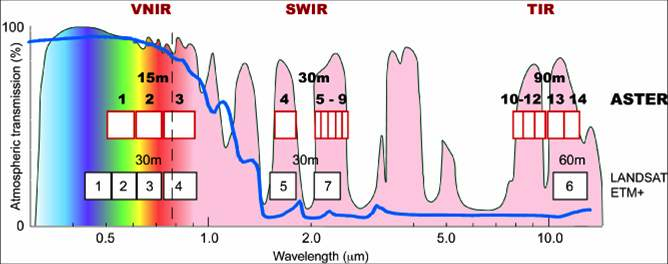 VNIR SWIR TIR
100
15m 30m 90m
1 2 3 4 5 - 9 10-12 13 14 ASTER
30m 30m 60m
1 2 3 4 5 7 6 LANDSAT
ETM+
Atmospheric transmission (%)
0
0.5 1.0 2.0 5.0 10.0
Wavelength (μm)